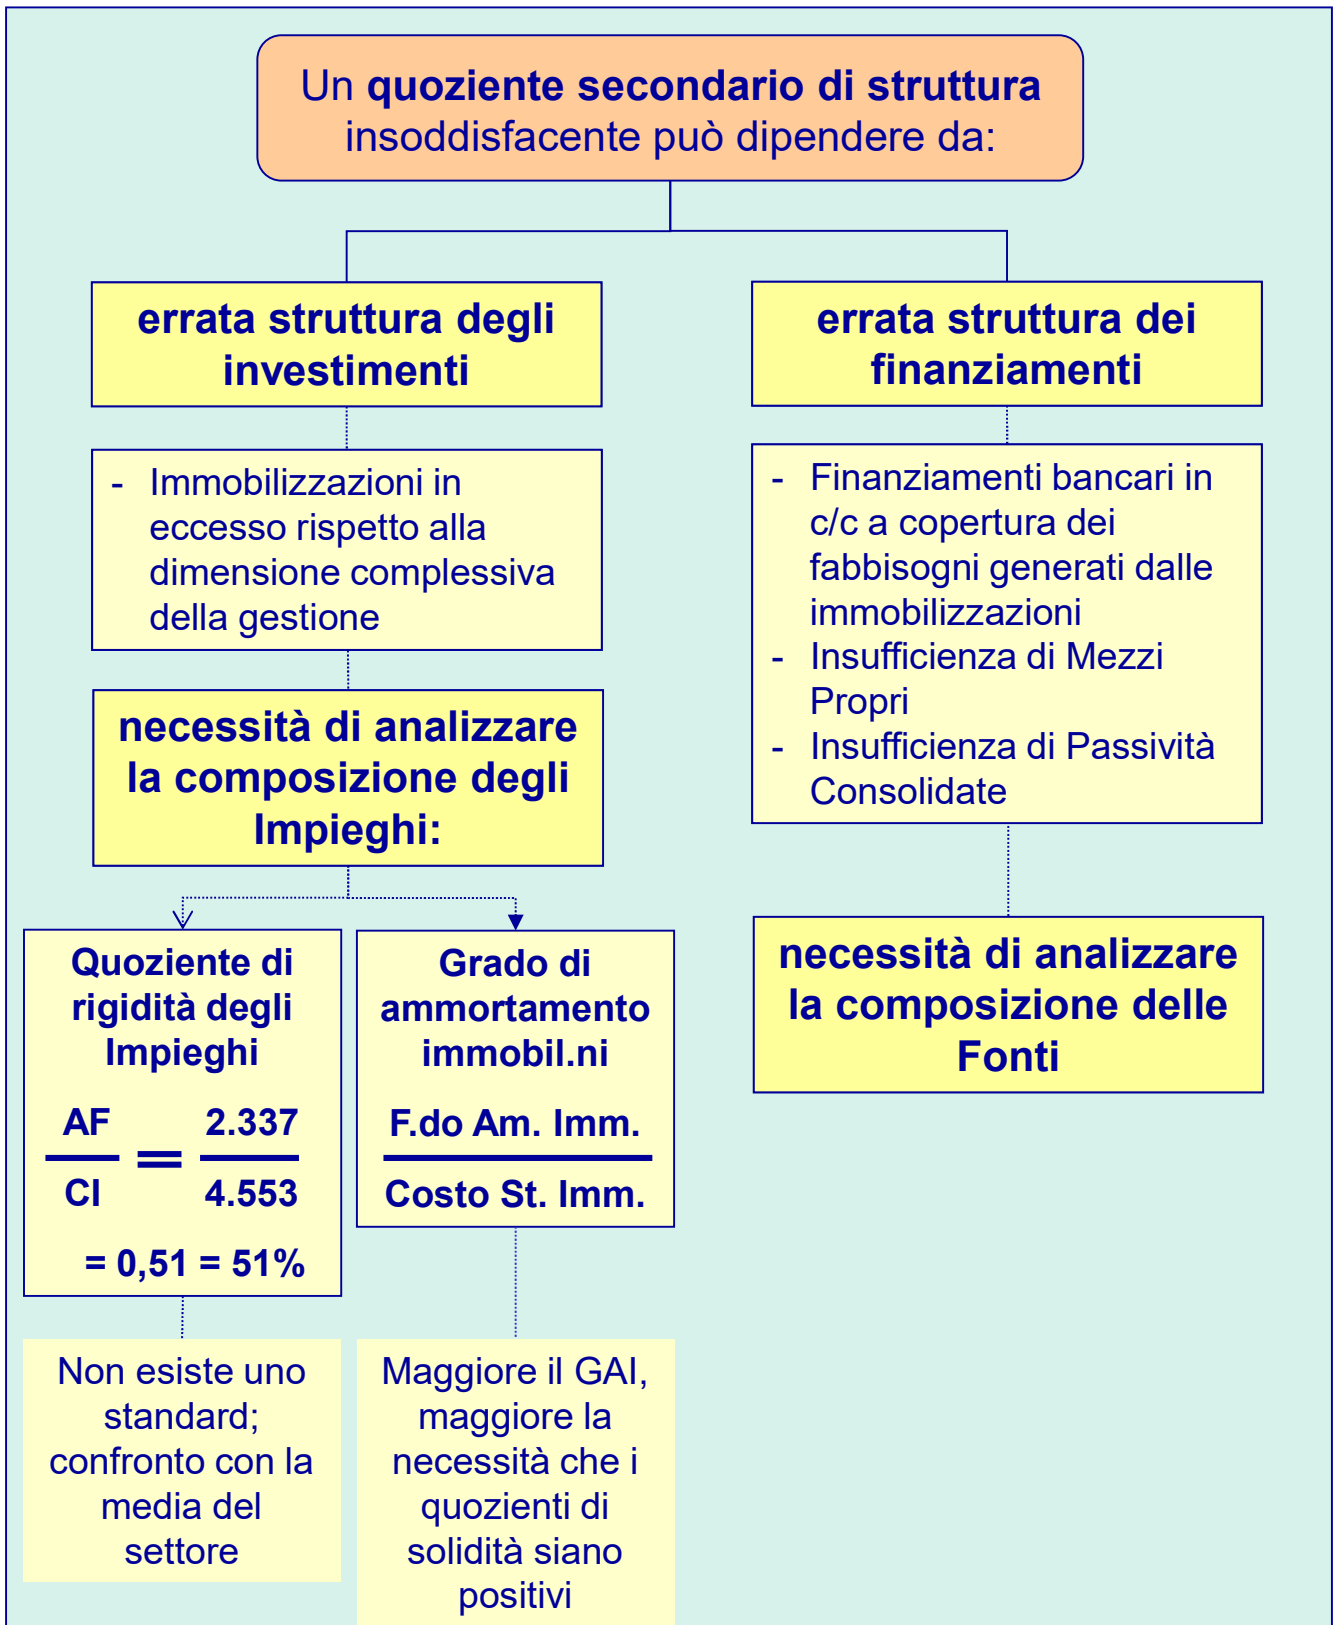 Un quoziente secondario di struttura
insoddisfacente può dipendere da:
errata struttura degli
investimenti
- Immobilizzazioni in
eccesso rispetto alla
dimensione complessiva
della gestione
necessità di analizzare
la composizione degli
Impieghi:
Quoziente di
rigidità degli
Impieghi
AF = 2.337
CI 4.553
= 0,51 = 51%
Non esiste uno
standard;
confronto con la
media del
settore
Grado di
ammortamento
immobil.ni
F.do Am. Imm.
Costo St. Imm.
Maggiore il GAI,
maggiore la
necessità che i
quozienti di
solidità siano
positivi
errata struttura dei
finanziamenti
- Finanziamenti bancari in
c/c a copertura dei
fabbisogni generati dalle
immobilizzazioni
- Insufficienza di Mezzi
Propri
- Insufficienza di Passività
Consolidate
necessità di analizzare
la composizione delle
Fonti